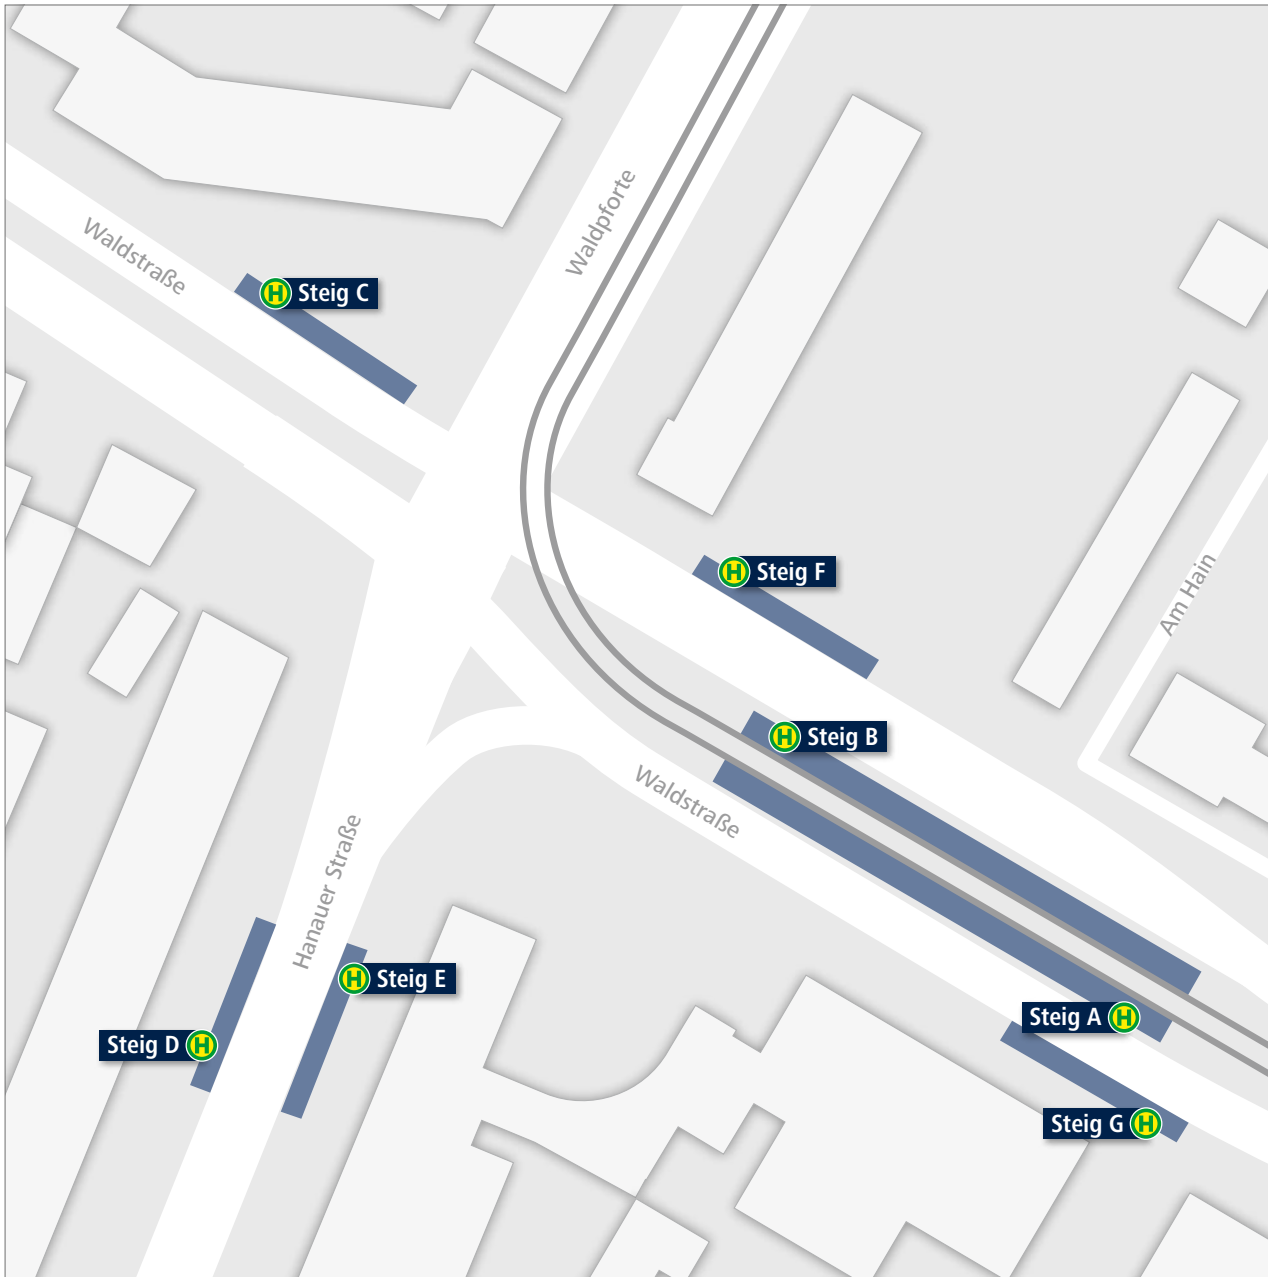 Waldpforte
Waldstraße
H Steig C
H Steig F
Am Hain
H Steig B
Waldstraße
Hanauer Straße
H Steig E
Steig A H
Steig D H
Steig G H